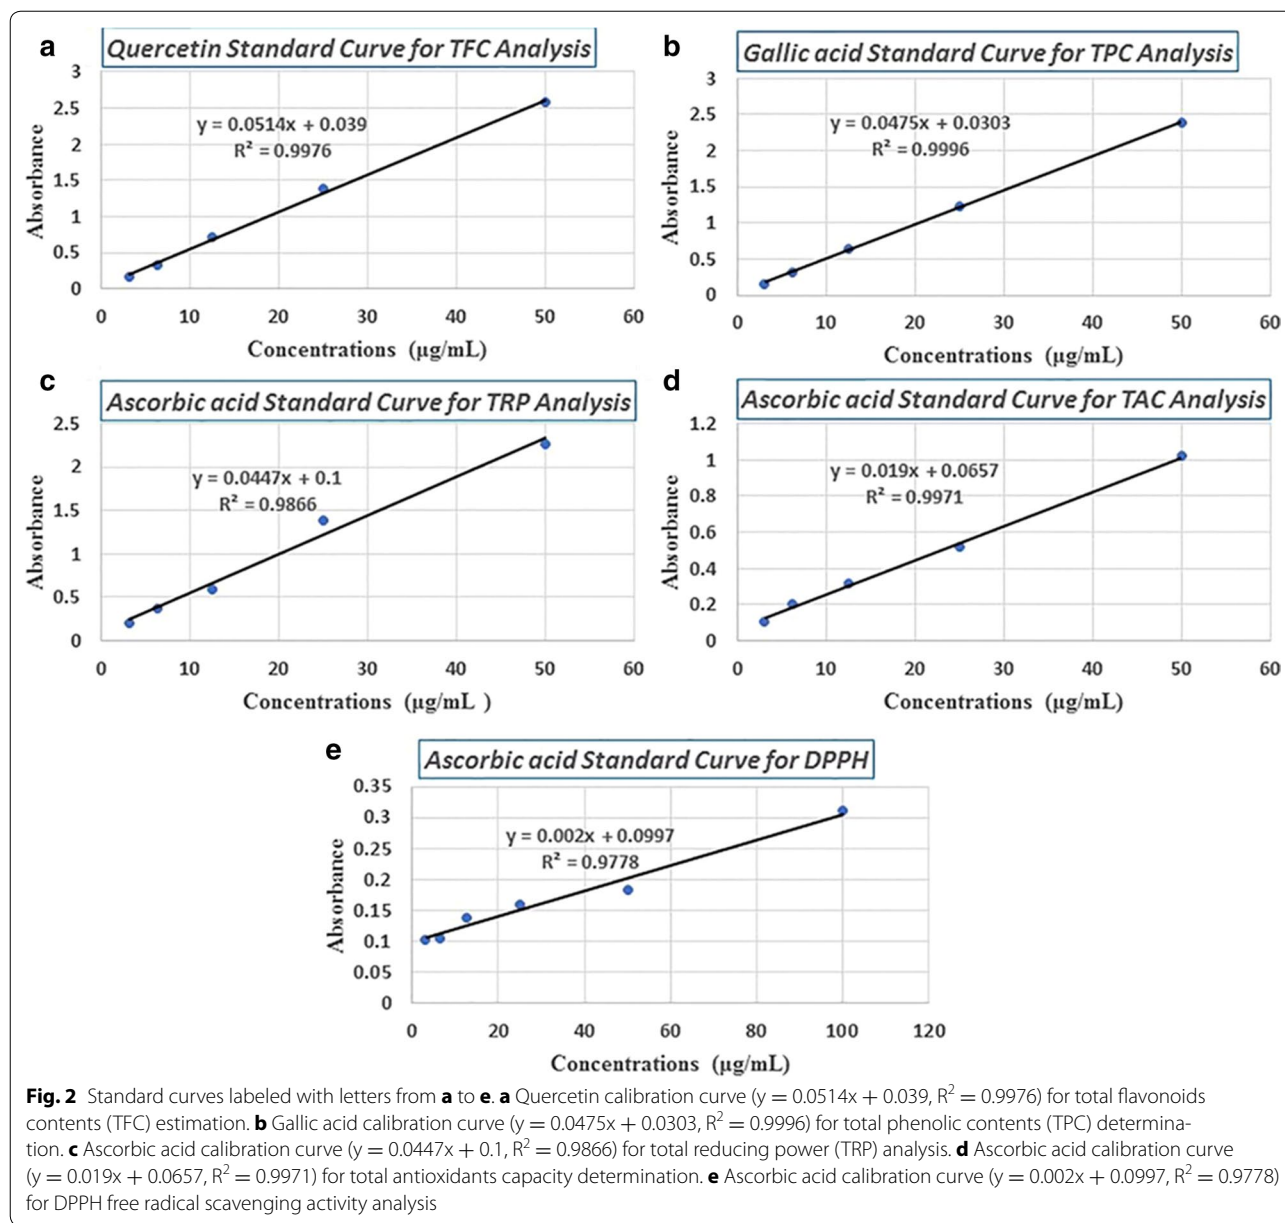 a
Quercetin Standard Curve for TFC Analysis
3
2.5
2
1.5
1
0.5
0
Absorbance
y = 0.0514x + 0.039
R² = 0.9976
0 10 20 30 40 50 60
Concentrations (µg/mL)
b
Gallic acid Standard Curve for TPC Analysis
3
2.5
2
1.5
1
0.5
0
Absorbance
y = 0.0475x + 0.0303
R² = 0.9996
0 10 20 30 40 50 60
Concentrations (µg/mL)
c
Ascorbic acid Standard Curve for TRP Analysis
2.5
2
1.5
1
0.5
0
Absorbance
y = 0.0447x + 0.1
R² = 0.9866
0 10 20 30 40 50 60
Concentrations (µg/mL )
d
Ascorbic acid Standard Curve for TAC Analysis
1.2
1
0.8
0.6
0.4
0.2
0
Absorbance
y = 0.019x + 0.0657
R² = 0.9971
0 10 20 30 40 50 60
Concentrations (µg/mL)
e
Ascorbic acid Standard Curve for DPPH
0.35
0.3
0.25
0.2
0.15
0.1
0.05
0
Absorbance
y = 0.002x + 0.0997
R² = 0.9778
0 20 40 60 80 100 120
Concentrations (µg/mL)
Fig. 2 Standard curves labeled with letters from a to e. a Quercetin calibration curve (y = 0.0514x + 0.039, R² = 0.9976) for total flavonoids
contents (TFC) estimation. b Gallic acid calibration curve (y = 0.0475x + 0.0303, R² = 0.9996) for total phenolic contents (TPC) determina-
tion. c Ascorbic acid calibration curve (y = 0.0447x + 0.1, R² = 0.9866) for total reducing power (TRP) analysis. d Ascorbic acid calibration curve
(y = 0.019x + 0.0657, R² = 0.9971) for total antioxidants capacity determination. e Ascorbic acid calibration curve (y = 0.002x + 0.0997, R² = 0.9778)
for DPPH free radical scavenging activity analysis